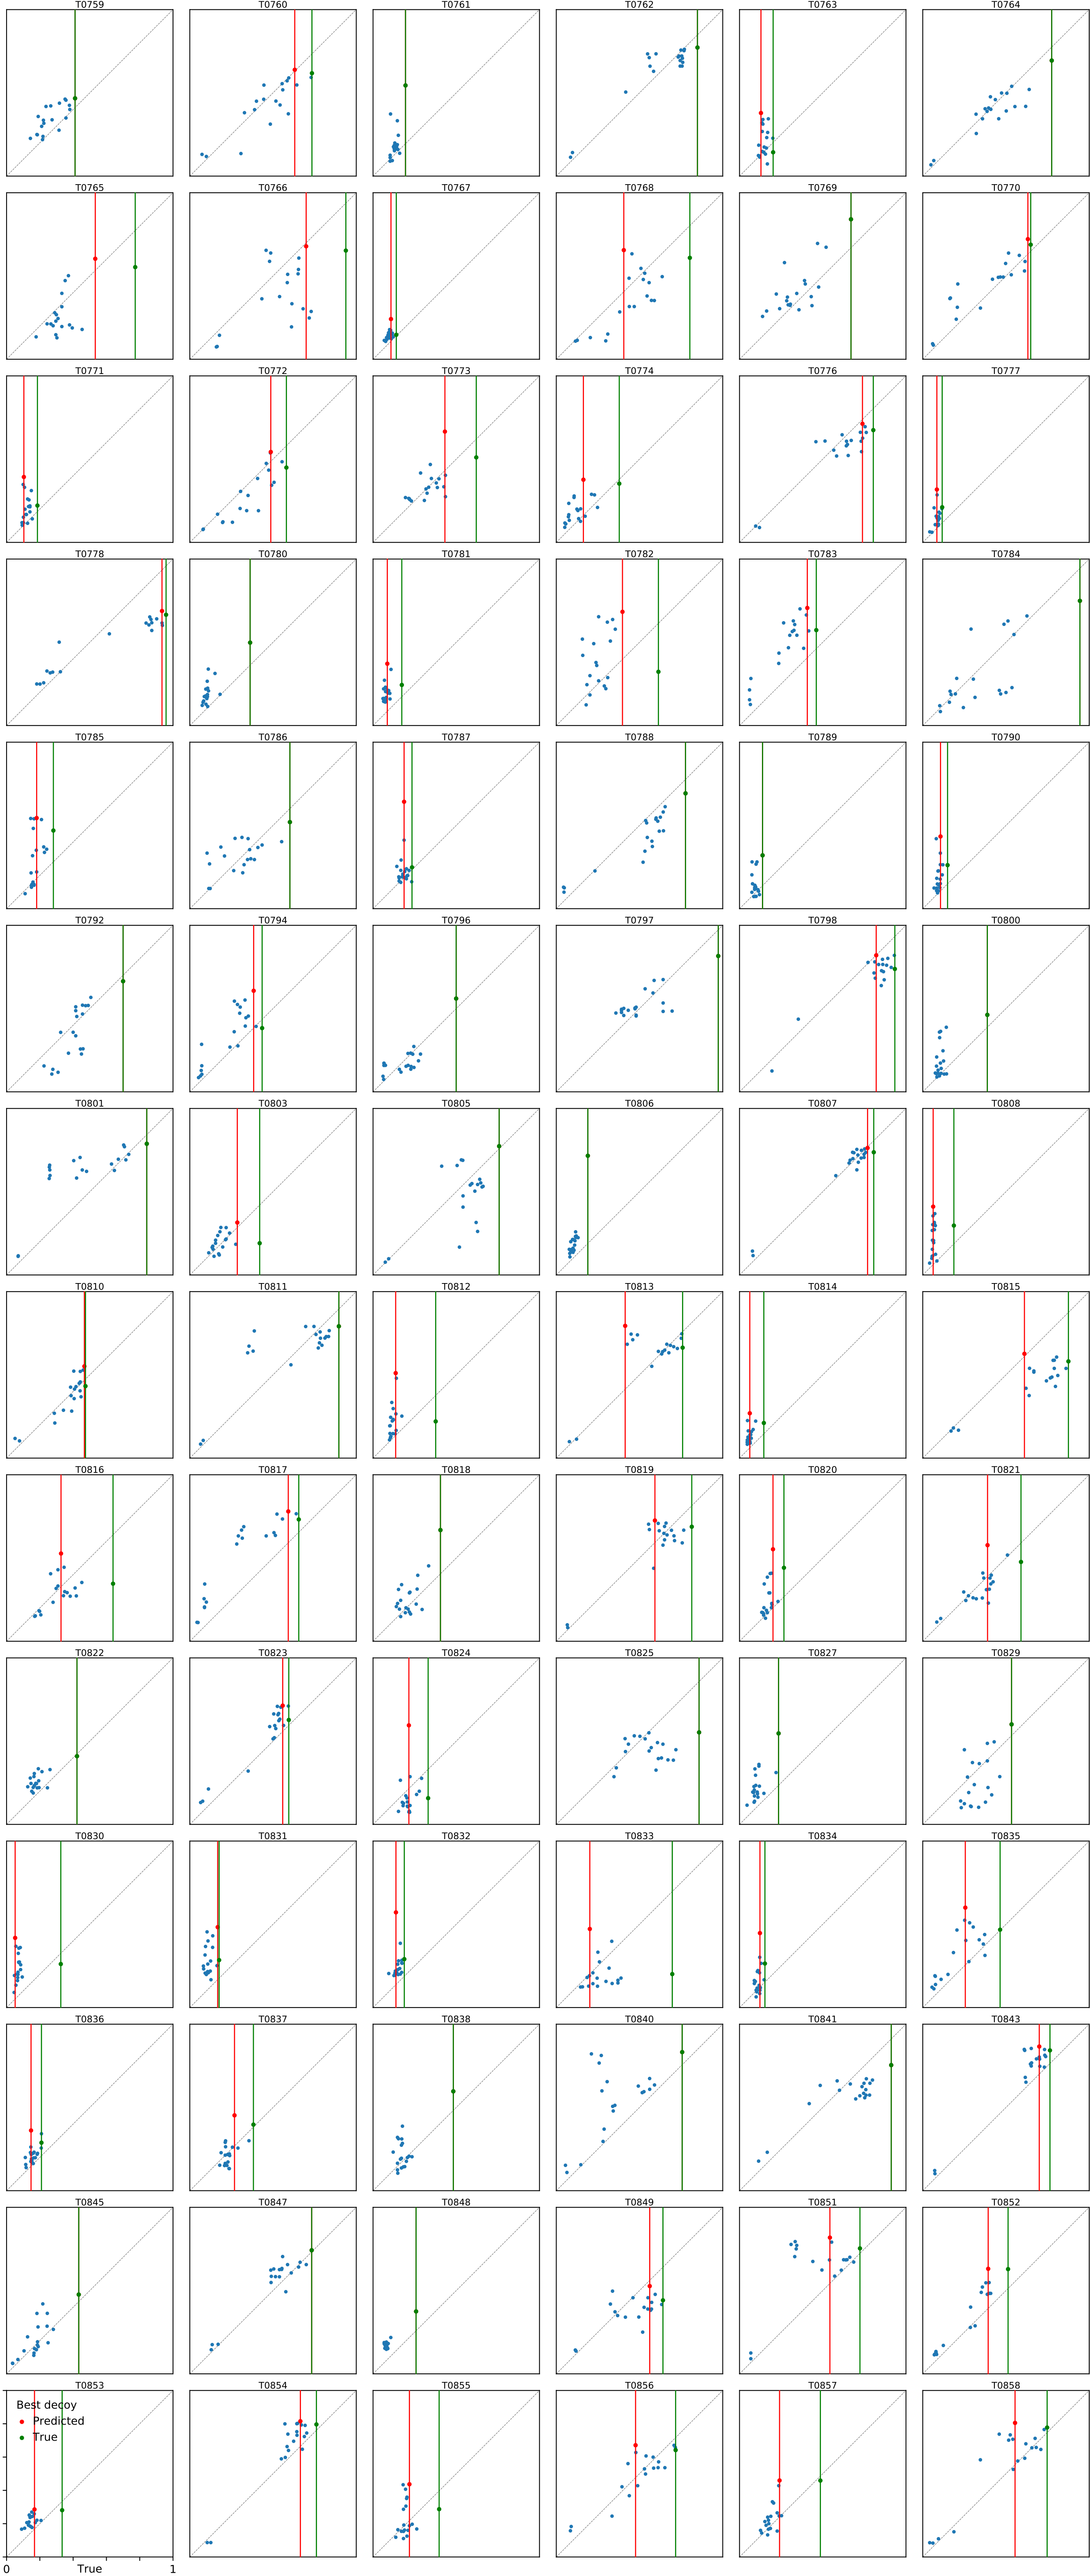 T0759 T0760 T0761 T0762 T0763 T0764
T0765 T0766 T0767 T0768 T0769 T0770
T0771 T0772 T0773 T0774 T0776 T0777
T0778 T0780 T0781 T0782 T0783 T0784
T0785 T0786 T0787 T0788 T0789 T0790
T0792 T0794 T0796 T0797 T0798 T0800
T0801 T0803 T0805 T0806 T0807 T0808
T0810 T0811 T0812 T0813 T0814 T0815
T0816 T0817 T0818 T0819 T0820 T0821
T0822 T0823 T0824 T0825 T0827 T0829
T0830 T0831 T0832 T0833 T0834 T0835
T0836 T0837 T0838 T0840 T0841 T0843
T0845 T0847 T0848 T0849 T0851 T0852
T0853 T0854 T0855 T0856 T0857 T0858
Best decoy
Predicted
True
0 True 1